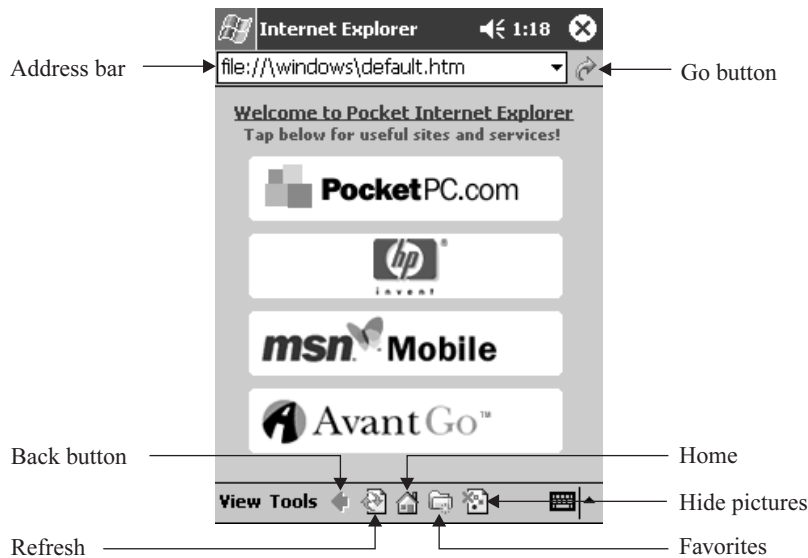 Internet Explorer 1:18
Address bar
file://\windows\default.htm
Go button
Welcome to Pocket Internet Explorer
Tap below for useful sites and services!
PocketPC.com
hp
®
invent
msn Mobile
AvantGo™
Back button
Home
View Tools
Hide pictures
Refresh
Favorites